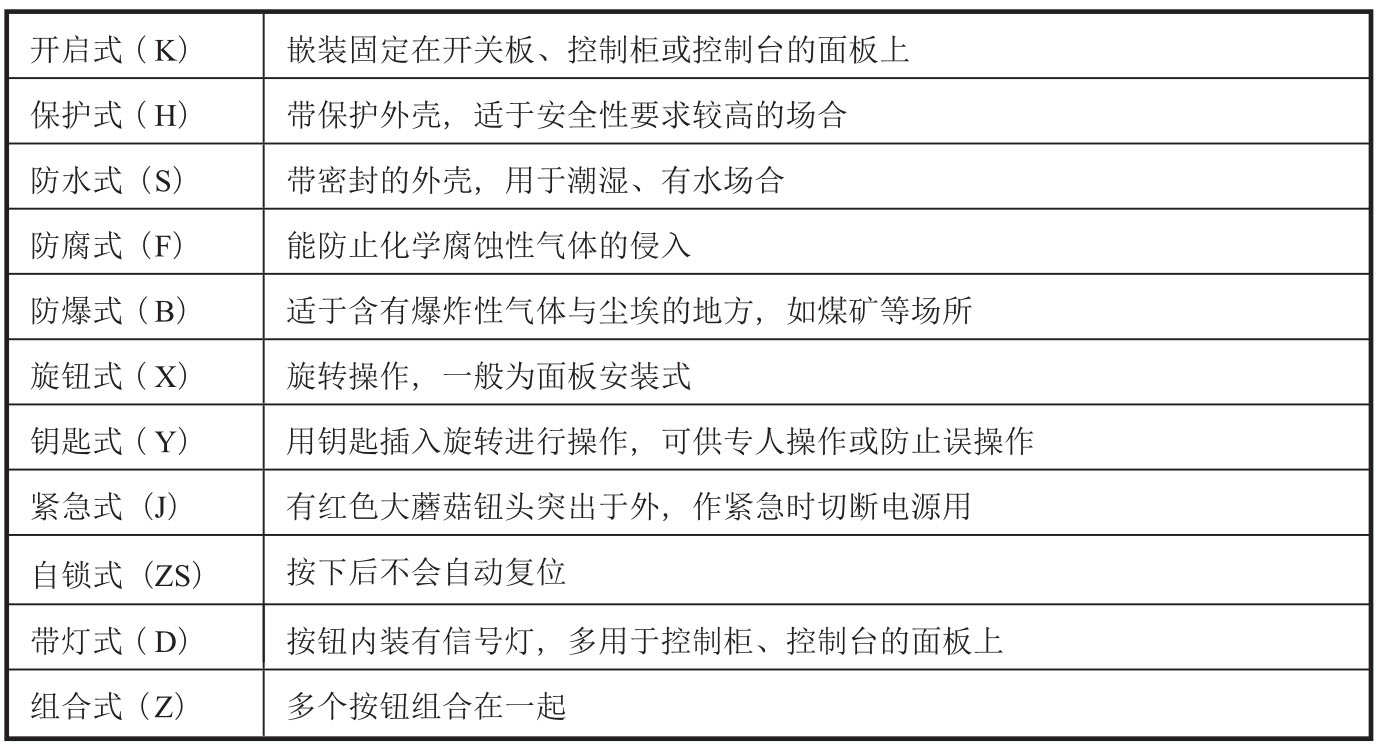 开启式（K） 嵌装固定在开关板、控制柜或控制台的面板上
保护式（H） 带保护外壳，适于安全性要求较高的场合
防水式（S） 带密封的外壳，用于潮湿、有水场合
防腐式（F） 能防止化学腐蚀性气体的侵入
防爆式（B） 适于含有爆炸性气体与尘埃的地方，如煤矿等场所
旋钮式（X） 旋转操作，一般为面板安装式
钥匙式（Y） 用钥匙插入旋转进行操作，可供专人操作或防止误操作
紧急式（J） 有红色大蘑菇钮头突出于外，作紧急时切断电源用
自锁式（ZS） 按下后不会自动复位
带灯式（D） 按钮内装有信号灯，多用于控制柜、控制台的面板上
组合式（Z） 多个按钮组合在一起